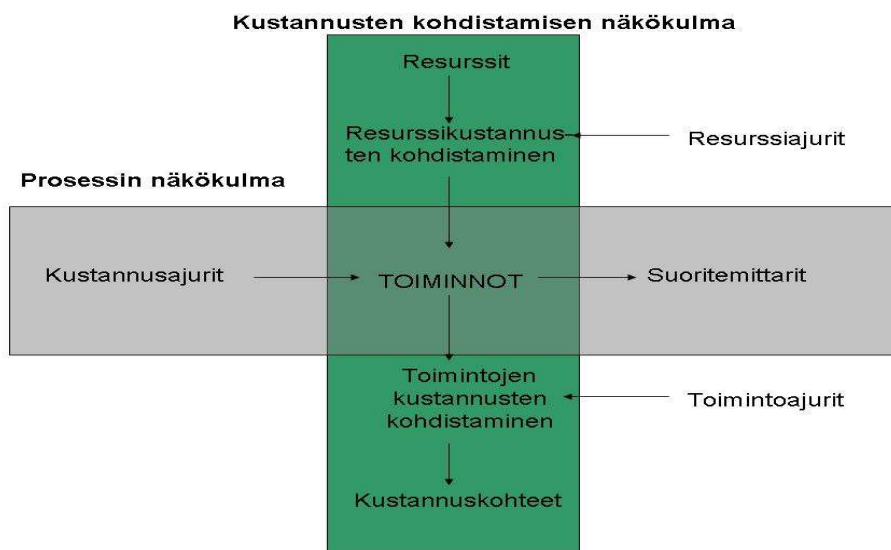 Kustannusten kohdistamisen näkökulma
Resurssit
Resurssikustannus-
ten kohdistaminen
Resurssiajurit
Prosessin näkökulma
Kustannusajurit
TOIMINNOT
Suoritemittarit
Toimintojen
kustannusten
kohdistaminen
Toimintoajurit
Kustannuskohteet